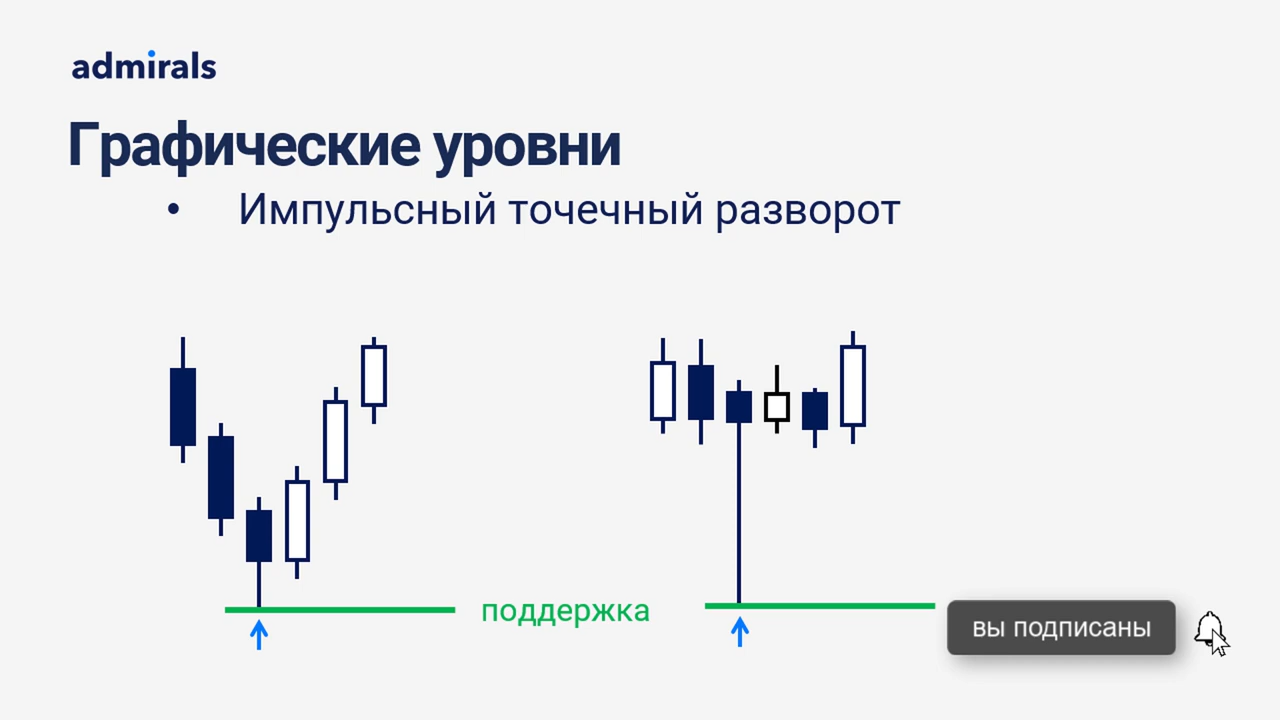 admirals
Графические уровни
• Импульсный точечный разворот
поддержка
вы подписаны